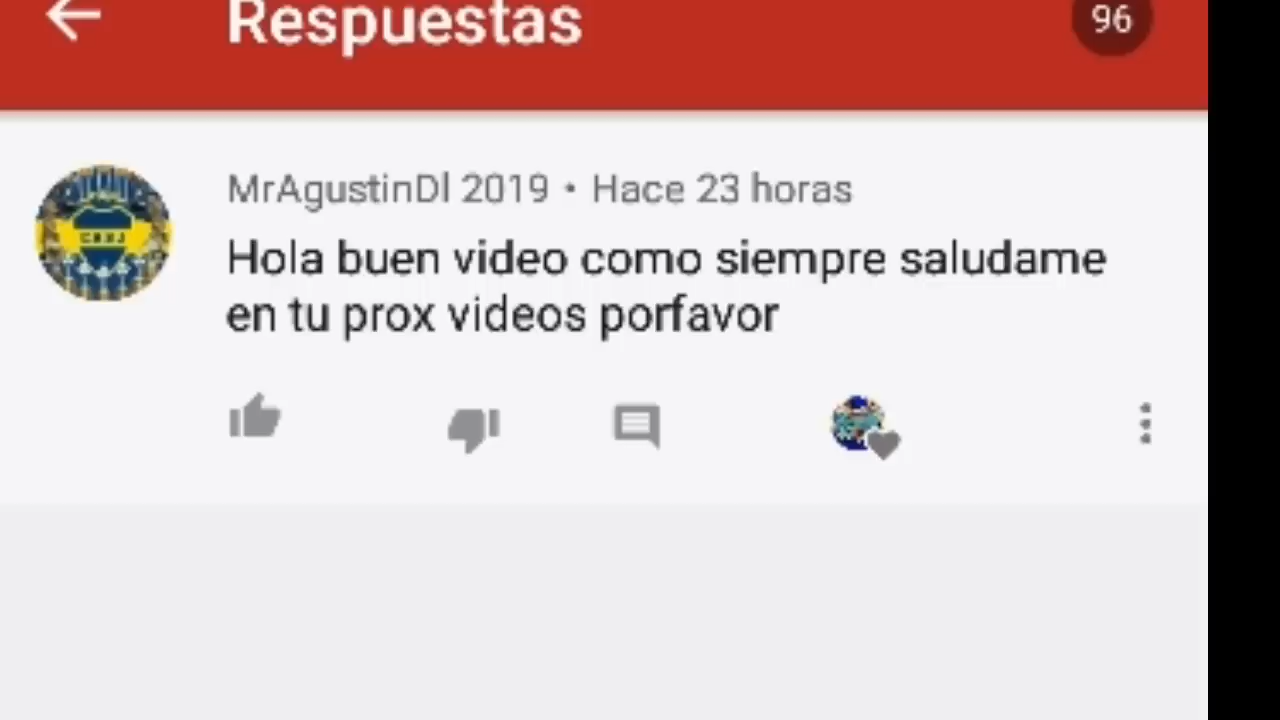 Respuestas
96
MrAgustinDl 2019 • Hace 23 horas
Hola buen video como siempre saludame
en tu prox videos porfavor